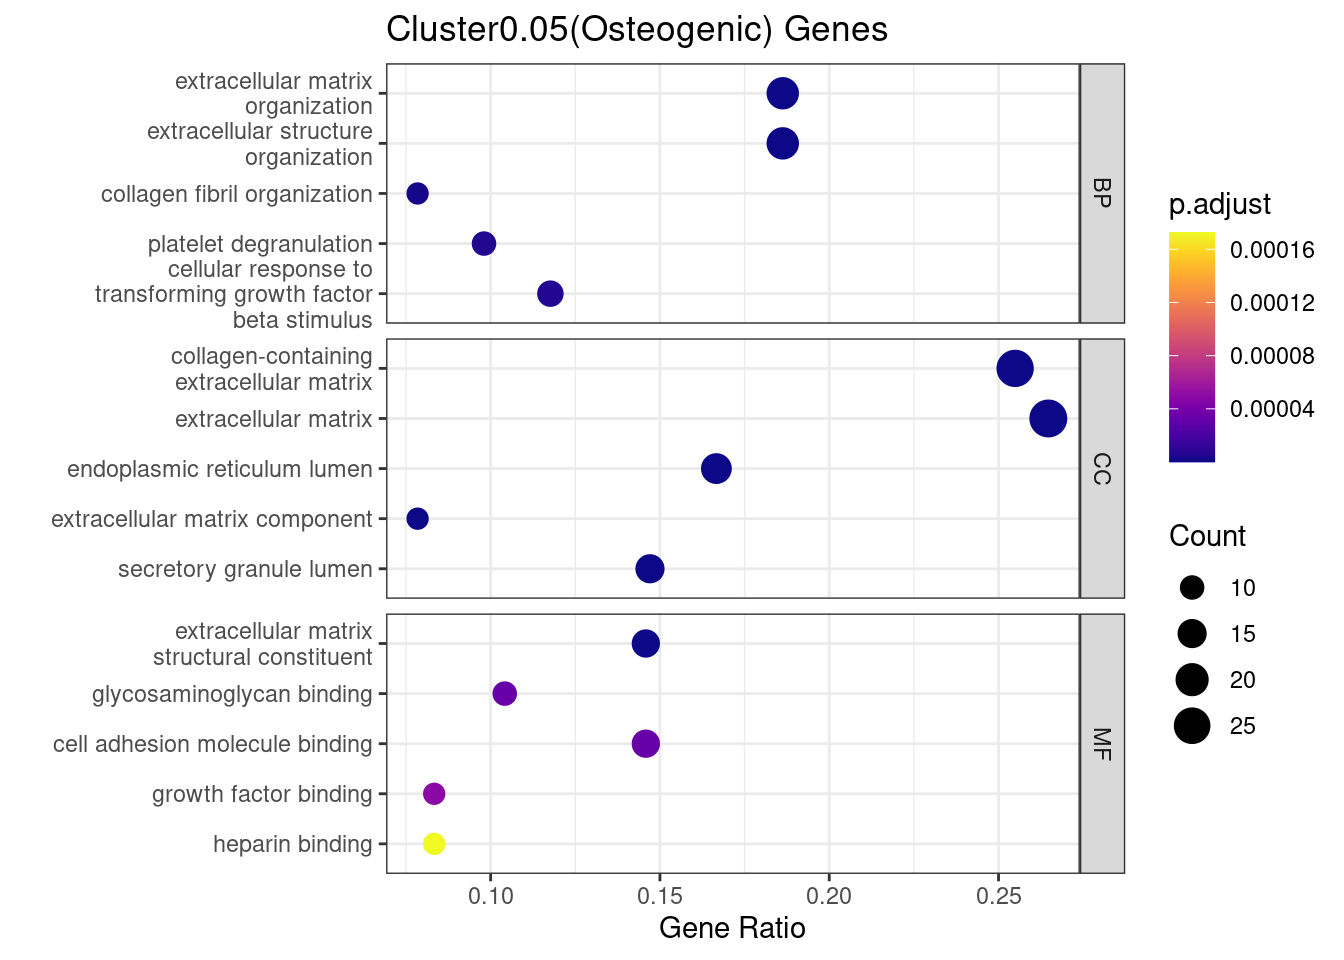 Cluster0.05(Osteogenic) Genes
extracellular matrix
organization
extracellular structure
organization
collagen fibril organization
platelet degranulation
cellular response to
transforming growth factor
beta stimulus
BP
collagen-containing
extracellular matrix
extracellular matrix
endoplasmic reticulum lumen
extracellular matrix component
secretory granule lumen
CC
extracellular matrix
structural constituent
glycosaminoglycan binding
cell adhesion molecule binding
growth factor binding
heparin binding
MF
0.10 0.15 0.20 0.25
Gene Ratio
p.adjust
0.00016
0.00012
0.00008
0.00004
Count
10
15
20
25